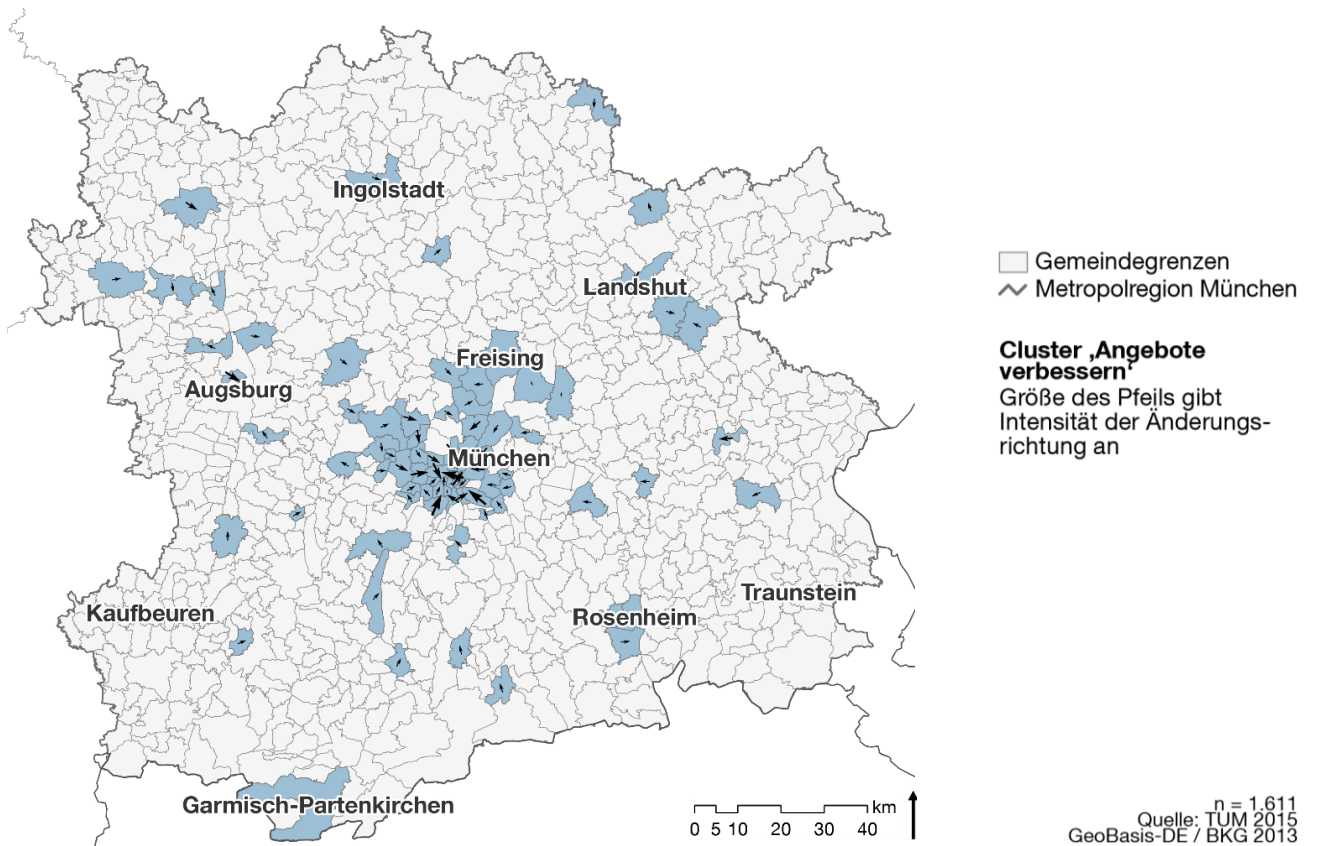 Ingolstadt
Landshut
Freising
Augsburg
München
Kaufbeuren
Traunstein
Rosenheim
Garmisch-Partenkirchen
km
0 5 10 20 30 40
Gemeindegrenzen
Metropolregion München
Cluster ‚Angebote
verbessern‘
Größe des Pfeils gibt
Intensität der Änderungs-
richtung an
n = 1.611
Quelle: TUM 2015
GeoBasis-DE / BKG 2013